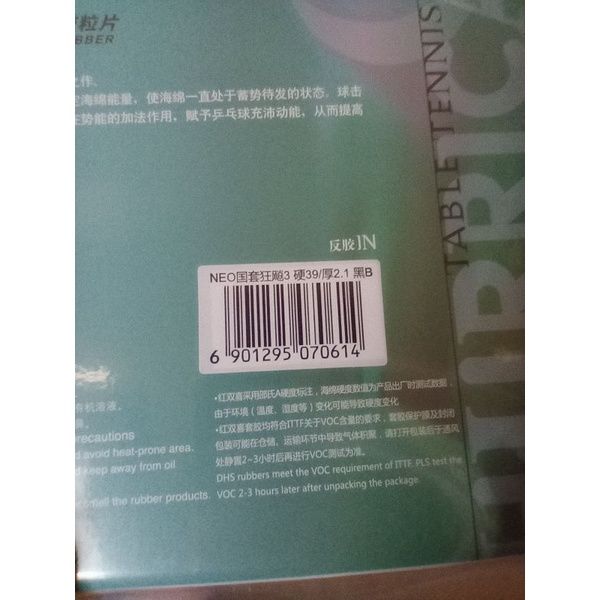 粒片
BBER
之作。
海绵能量，使海绵一直处于蓄势待发的状态。球击
势能的加法作用，赋予乒乓球充沛动能，从而提高
TABLE TENNIS
反胶IN
NEO国套狂飚3 硬39/厚2.1 黑B
6 901295 070614
•红双喜采用邵氏A硬度标注，海绵硬度数值为产品出厂时测试数据，
由于环境（温度、湿度等）变化可能导致硬度变化
•红双喜套胶均符合ITTF关于VOC含量的要求，套胶保护膜及封闭
包装可能在仓储、运输环节中导致气体积聚，请打开包装后于通风
处静置2~3小时后再进行VOC测试为准。
DHS rubbers meet the VOC requirement of ITTF. PLS test the
VOC 2-3 hours later after unpacking the package
有机溶液。
precautions
d avoid heat-prone area.
d keep away from oil
smell the rubber products.